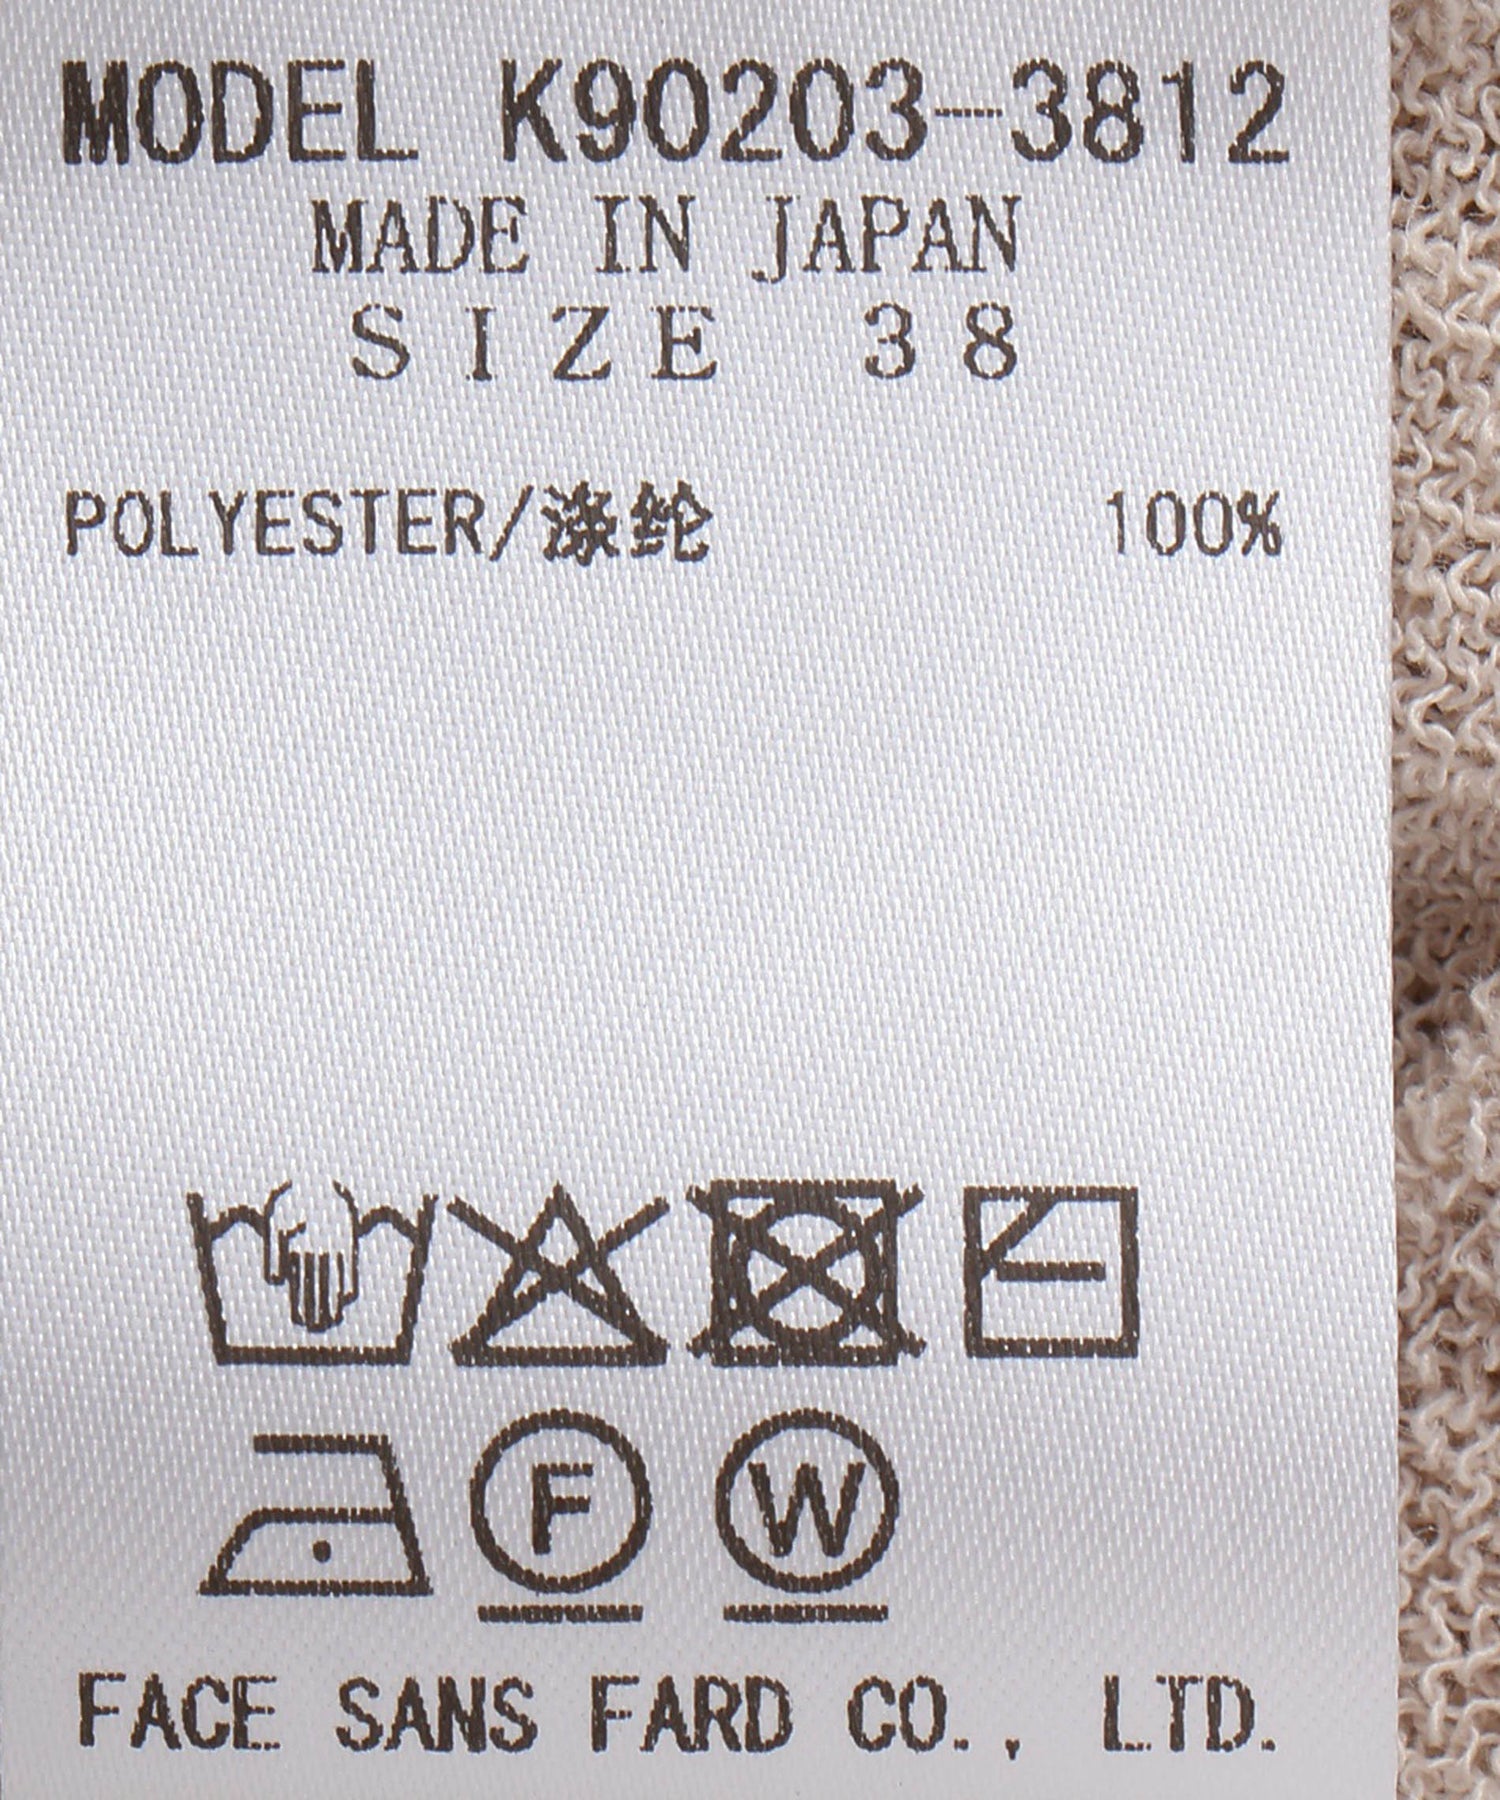 MODEL K90203-3812
MADE IN JAPAN
SIZE 38
POLYESTER/涤纶 100%
F W
FACE SANS FARD CO., LTD.